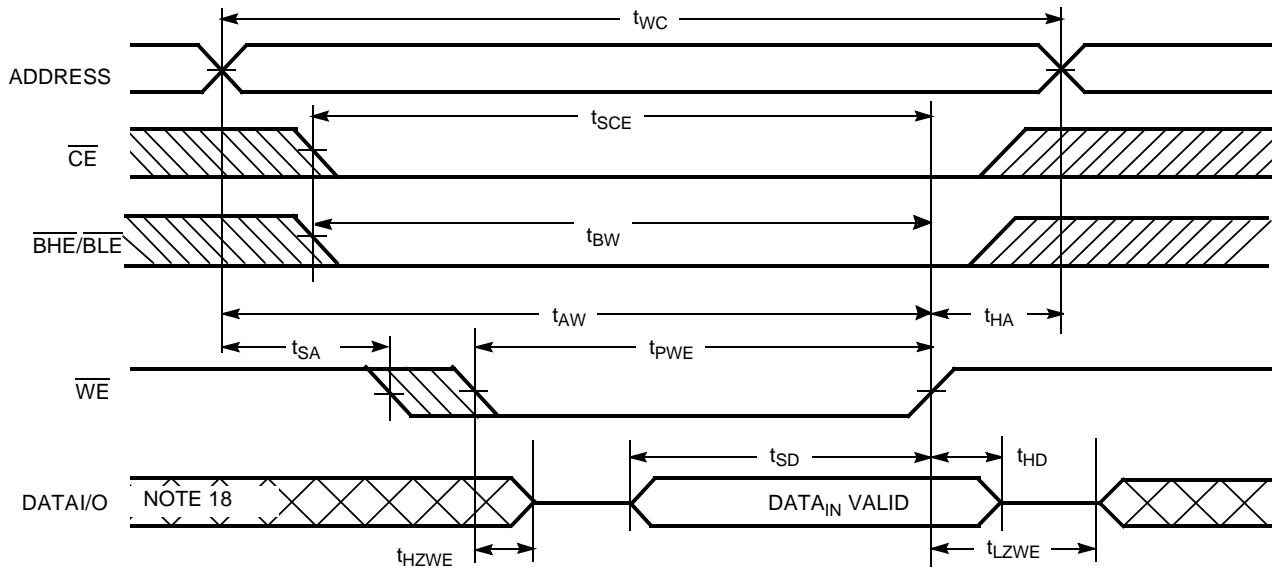 tWC
ADDRESS
tSCE
CE
BHE/BLE
tBW
tAW
tHA
tSA
tPWE
WE
tSD
tHD
DATAI/O
NOTE 18
DATAIN VALID
tHZWE
tLZWE